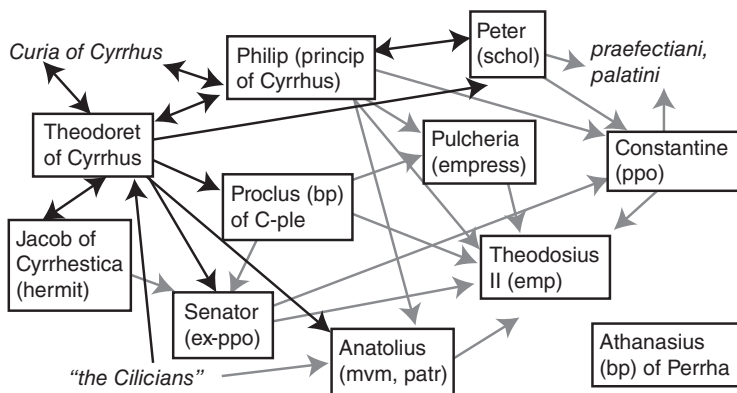 Curia of Cyrrhus
Philip (princip
of Cyrrhus)
Peter
(schol)
praefectiani,
palatini
Theodoret
of Cyrrhus
Pulcheria
(empress)
Constantine
(ppo)
Proclus (bp)
of C-ple
Jacob of
Cyrrhestica
(hermit)
Theodosius
II (emp)
Senator
(ex-ppo)
Anatolius
(mvm, patr)
Athanasius
(bp) of Perrha
“the Cilicians”